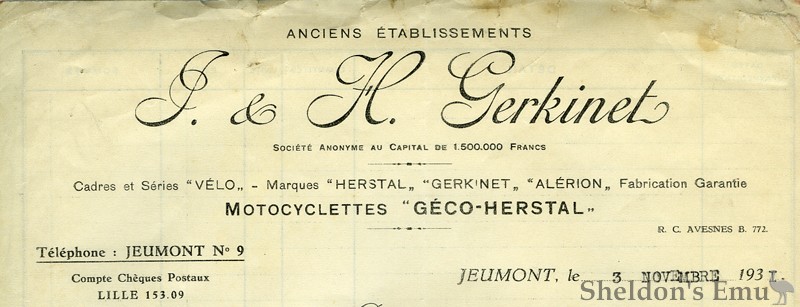 ANCIENS ÉTABLISSEMENTS
J. & H. Gerkinet
SOCIÉTÉ ANONYME AU CAPITAL DE 1.500.000 FRANCS
Cadres et Séries "VÉLO„ - Marques "HERSTAL„ "GERKINET„ "ALÉRION„ Fabrication Garantie
MOTOCYCLETTES "GÉCO-HERSTAL„
R. C. AVESNES B. 772.
Téléphone : JEUMONT N° 9
Compte Chèques Postaux
LILLE 153.09
JEUMONT, le 3 NOVEMBRE 1931.
Sheldon's Emu